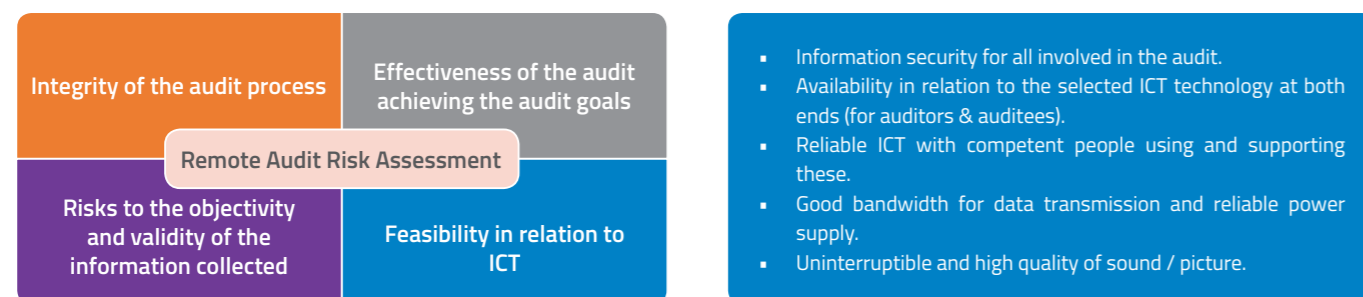 Integrity of the audit process
Effectiveness of the audit
achieving the audit goals
Remote Audit Risk Assessment
Risks to the objectivity
and validity of the
information collected
Feasibility in relation to
ICT
▪ Information security for all involved in the audit.
▪ Availability in relation to the selected ICT technology at both
ends (for auditors & auditees).
▪ Reliable ICT with competent people using and supporting
these.
▪ Good bandwidth for data transmission and reliable power
supply.
▪ Uninterruptible and high quality of sound / picture.